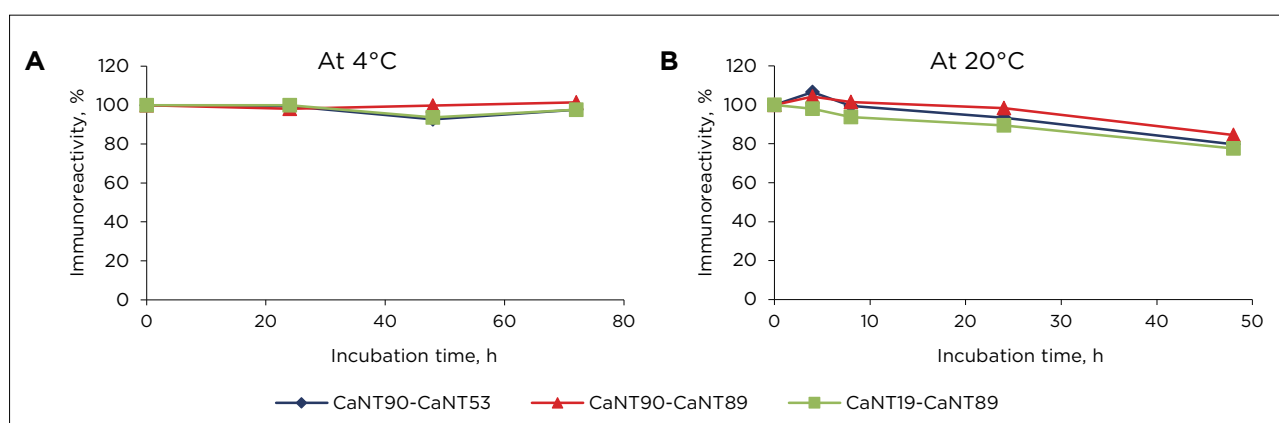 A
At 4°C
Immunoreactivity, %
120
100
80
60
40
20
0
0 20 40 60 80
Incubation time, h
B
At 20°C
Immunoreactivity, %
120
100
80
60
40
20
0
0 10 20 30 40 50
Incubation time, h
CaNT90-CaNT53 CaNT90-CaNT89 CaNT19-CaNT89